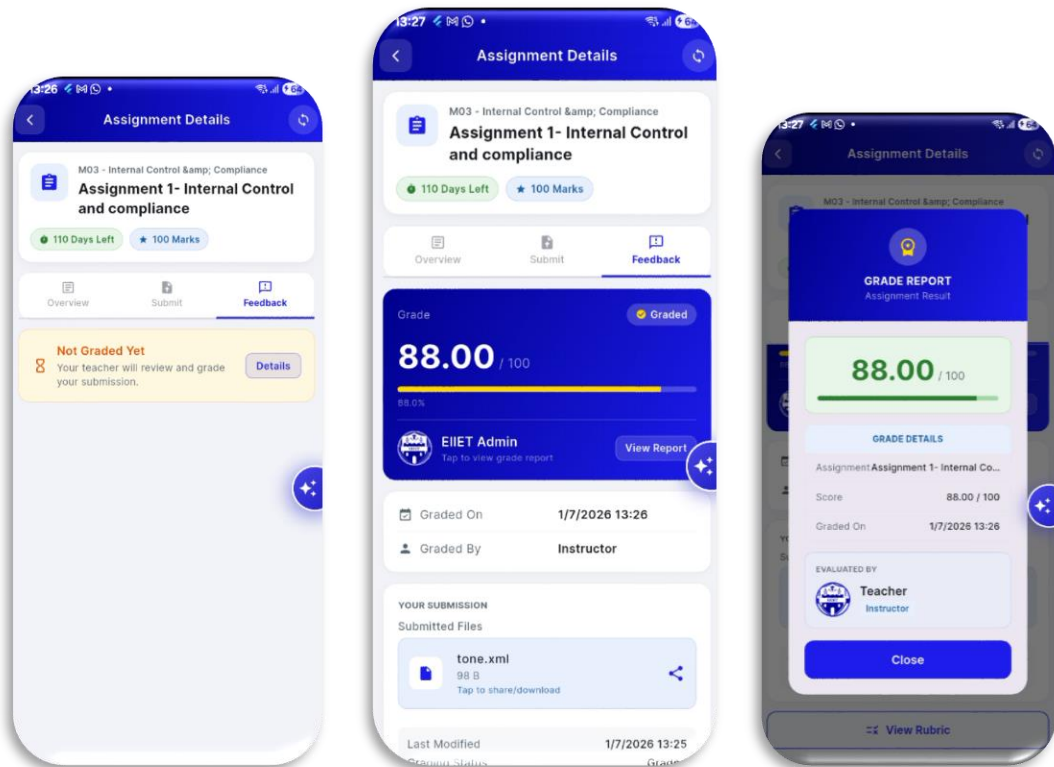 13:26
Assignment Details
M03 - Internal Control &amp; Compliance
Assignment 1- Internal Control
and compliance
110 Days Left
100 Marks
Overview
Submit
Feedback
Not Graded Yet
Your teacher will review and grade
your submission.
Details
13:27
64
Assignment Details
M03 - Internal Control &amp; Compliance
Assignment 1- Internal Control
and compliance
110 Days Left
100 Marks
Overview
Submit
Feedback
Grade
Graded
88.00 / 100
88.0%
EIIET Admin
Tap to view grade report
View Report
Graded On
1/7/2026 13:26
Graded By
Instructor
YOUR SUBMISSION
Submitted Files
tone.xml
98 B
Tap to share/download
Last Modified
1/7/2026 13:25
Grading Status
13:27
Assignment Details
M03 - Internal Control &amp; Compliance
GRADE REPORT
Assignment Result
88.00 / 100
GRADE DETAILS
Assignment Assignment 1- Internal Co...
Score
88.00 / 100
Graded On
1/7/2026 13:26
EVALUATED BY
Teacher
Instructor
Close
View Rubric